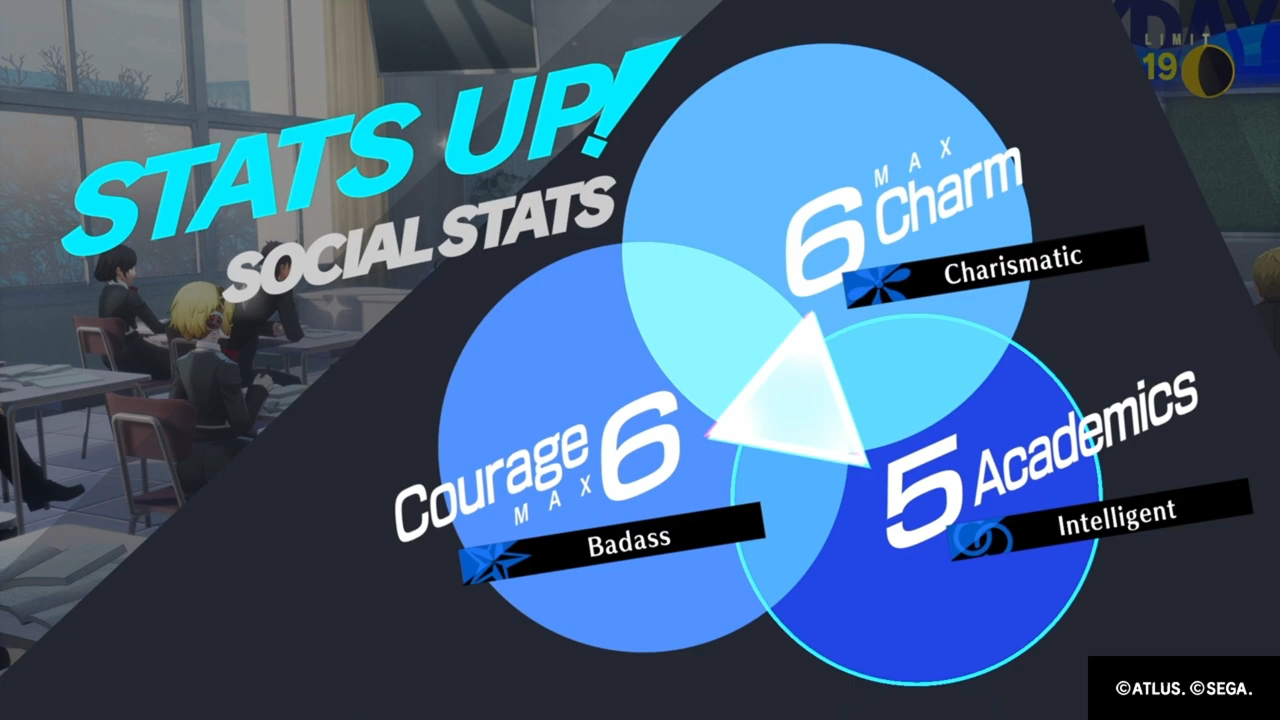 STATS UP!
SOCIAL STATS
LIMIT
19
MAX
6 Charm
Charismatic
Courage 6
MAX
Badass
5 Academics
Intelligent
©ATLUS. ©SEGA.